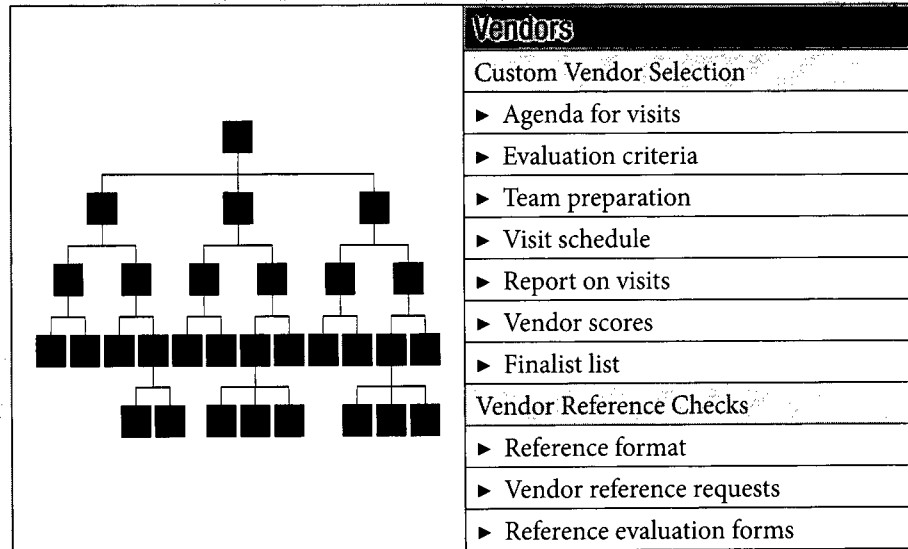 Vendors
Custom Vendor Selection
► Agenda for visits
► Evaluation criteria
► Team preparation
► Visit schedule
► Report on visits
► Vendor scores
► Finalist list
Vendor Reference Checks
► Reference format
► Vendor reference requests
► Reference evaluation forms